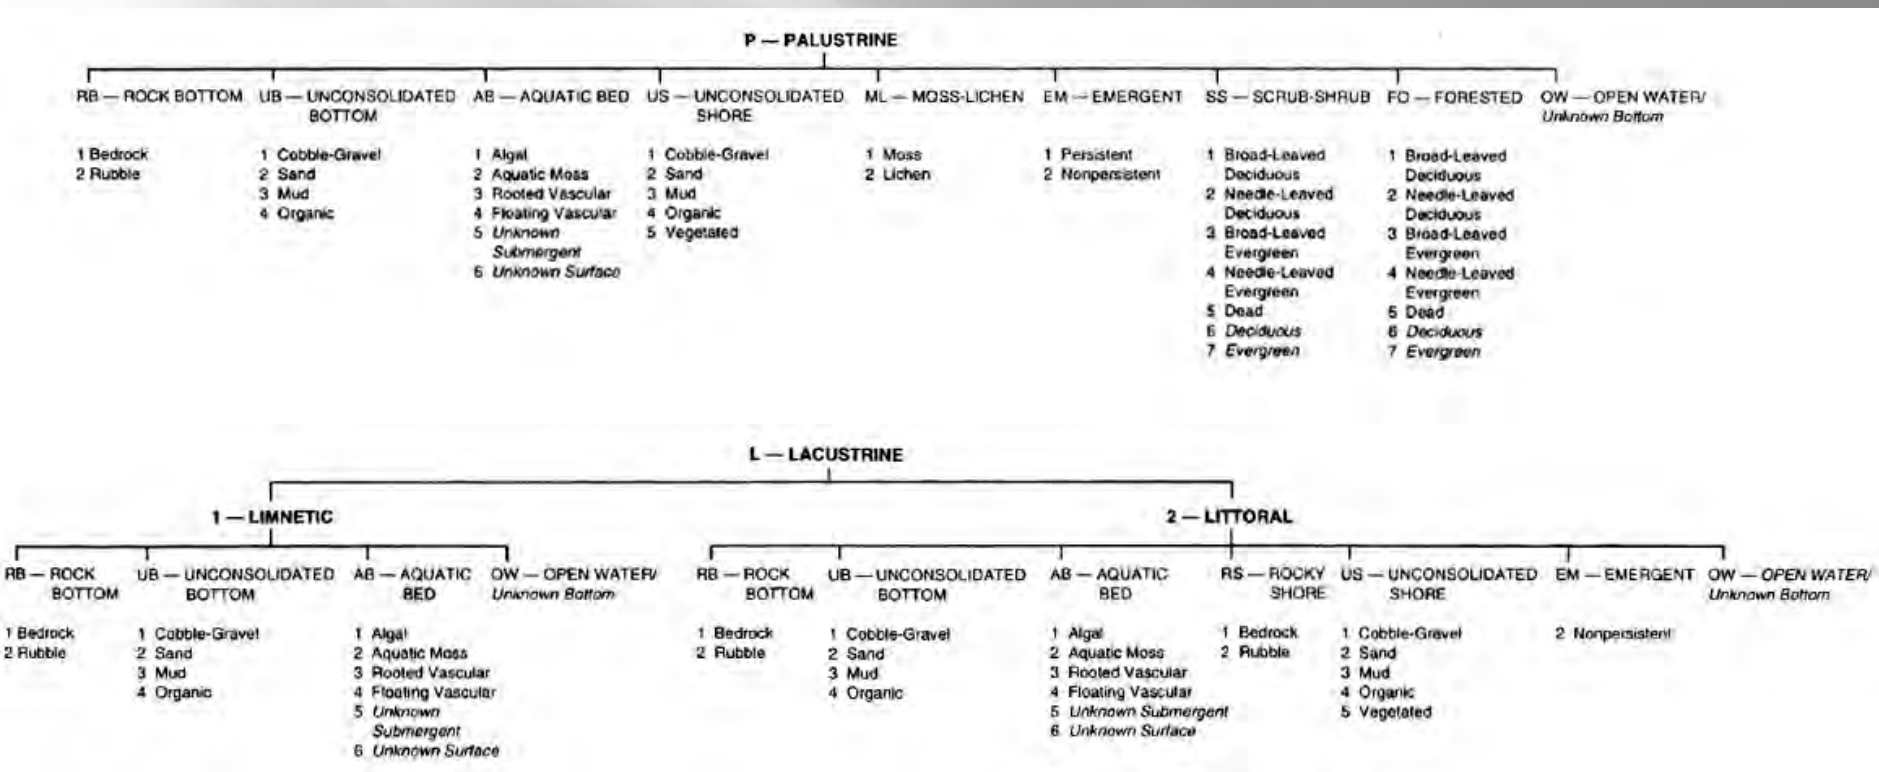 P — PALUSTRINE
RB — ROCK BOTTOM
UB — UNCONSOLIDATED
BOTTOM
AB — AQUATIC BED
US — UNCONSOLIDATED
SHORE
ML — MOSS-LICHEN
EM — EMERGENT
SS — SCRUB-SHRUB
FO — FORESTED
OW — OPEN WATER/
Unknown Bottom
1 Bedrock
2 Rubble
1 Cobble-Gravel
2 Sand
3 Mud
4 Organic
1 Algal
2 Aquatic Moss
3 Rooted Vascular
4 Floating Vascular
5 Unknown
Submergent
6 Unknown Surface
1 Cobble-Gravel
2 Sand
3 Mud
4 Organic
5 Vegetated
1 Moss
2 Lichen
1 Persistent
2 Nonpersistent
1 Broad-Leaved
Deciduous
2 Needle-Leaved
Deciduous
3 Broad-Leaved
Evergreen
4 Needle-Leaved
Evergreen
5 Dead
6 Deciduous
7 Evergreen
1 Broad-Leaved
Deciduous
2 Needle-Leaved
Deciduous
3 Broad-Leaved
Evergreen
4 Needle-Leaved
Evergreen
5 Dead
6 Deciduous
7 Evergreen
L — LACUSTRINE
1 — LIMNETIC
RB — ROCK
BOTTOM
UB — UNCONSOLIDATED
BOTTOM
AB — AQUATIC
BED
OW — OPEN WATER/
Unknown Bottom
1 Bedrock
2 Rubble
1 Cobble-Gravel
2 Sand
3 Mud
4 Organic
1 Algal
2 Aquatic Moss
3 Rooted Vascular
4 Floating Vascular
5 Unknown
Submergent
6 Unknown Surface
2 — LITTORAL
RB — ROCK
BOTTOM
UB — UNCONSOLIDATED
BOTTOM
AB — AQUATIC
BED
RS — ROCKY
SHORE
US — UNCONSOLIDATED
SHORE
EM — EMERGENT
OW — OPEN WATER/
Unknown Bottom
1 Bedrock
2 Rubble
1 Cobble-Gravel
2 Sand
3 Mud
4 Organic
1 Algal
2 Aquatic Moss
3 Rooted Vascular
4 Floating Vascular
5 Unknown Submergent
6 Unknown Surface
1 Bedrock
2 Rubble
1 Cobble-Gravel
2 Sand
3 Mud
4 Organic
5 Vegetated
2 Nonpersistent